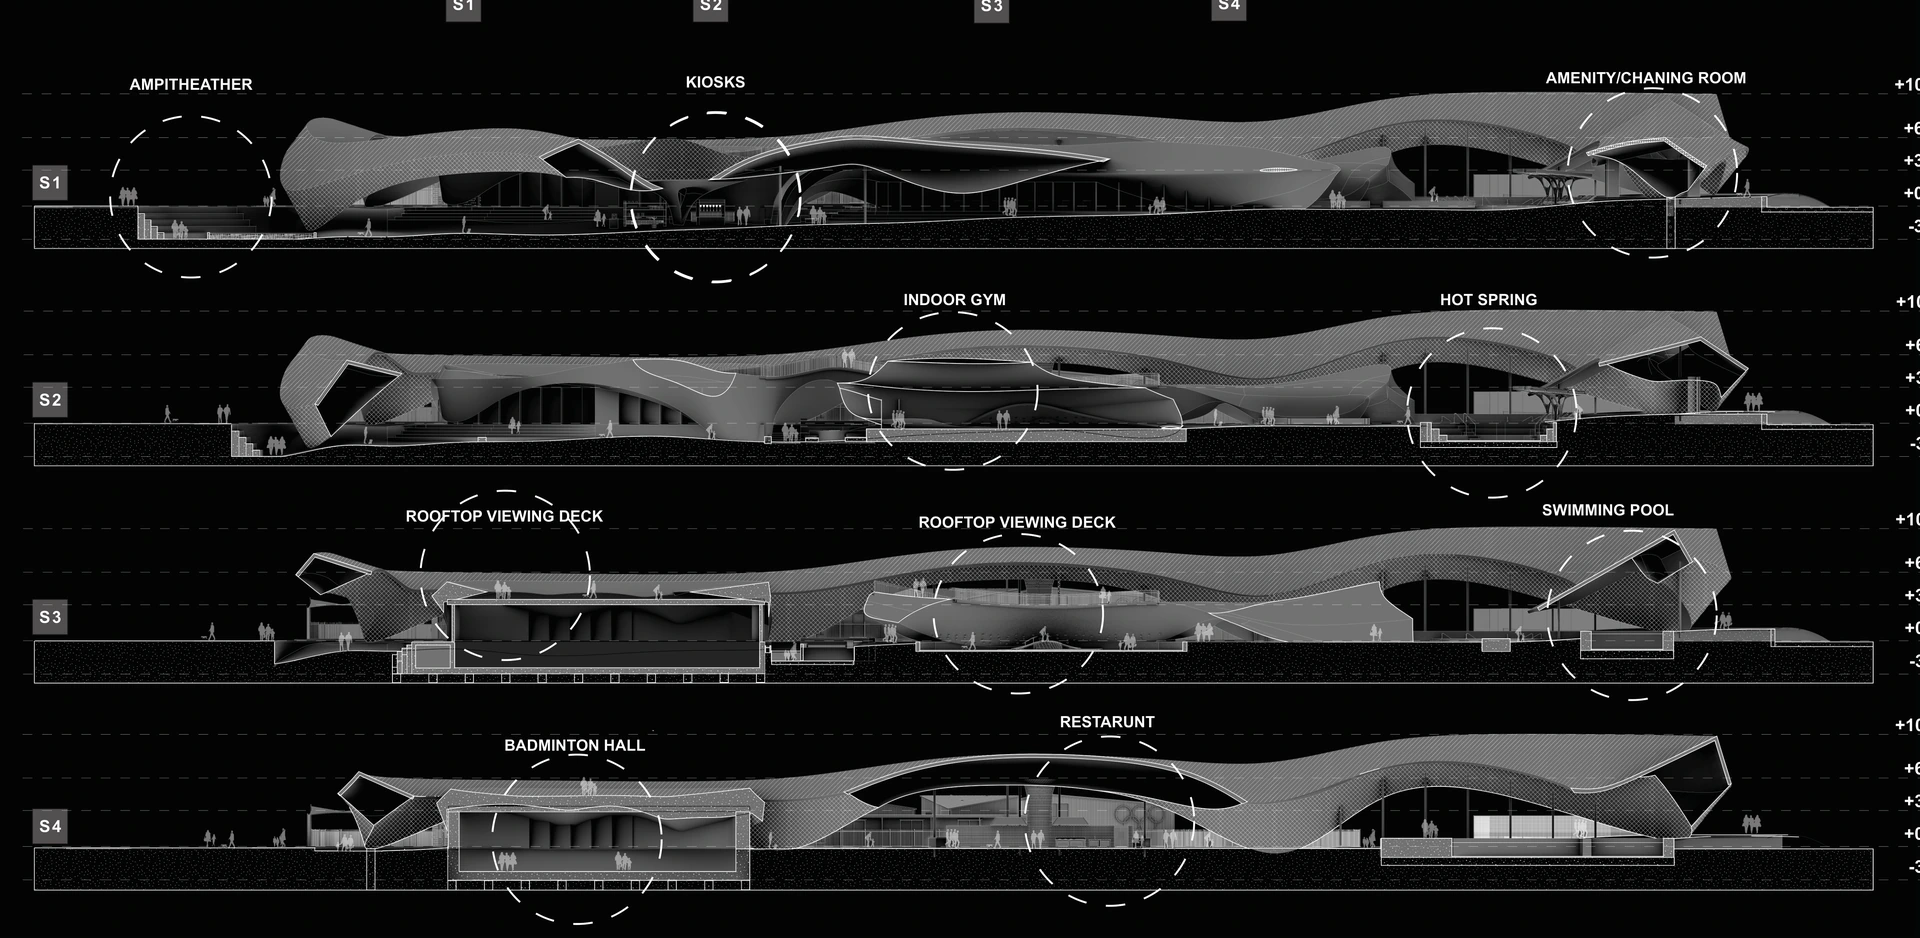 S1 S2 S3 S4
AMPITHEATHER KIOSKS AMENITY/CHANING ROOM
+10
+6
+3
S1
+0
-3
INDOOR GYM HOT SPRING
+10
+6
+3
S2
+0
-3
ROOFTOP VIEWING DECK ROOFTOP VIEWING DECK SWIMMING POOL
+10
+6
+3
S3
+0
-3
BADMINTON HALL RESTARUNT
+10
+6
+3
S4
+0
-3